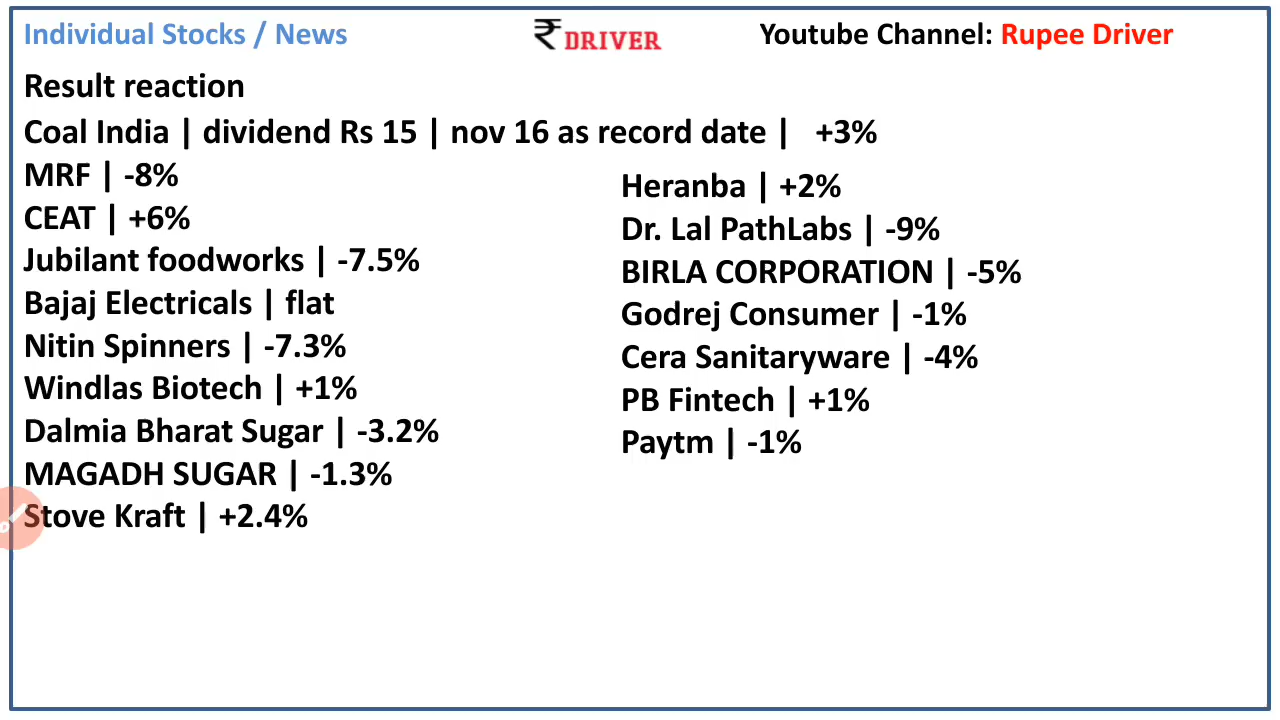 Individual Stocks / News
₹ DRIVER
Youtube Channel: Rupee Driver
Result reaction
Coal India | dividend Rs 15 | nov 16 as record date | +3%
MRF | -8%
CEAT | +6%
Jubilant foodworks | -7.5%
Bajaj Electricals | flat
Nitin Spinners | -7.3%
Windlas Biotech | +1%
Dalmia Bharat Sugar | -3.2%
MAGADH SUGAR | -1.3%
Stove Kraft | +2.4%
Heranba | +2%
Dr. Lal PathLabs | -9%
BIRLA CORPORATION | -5%
Godrej Consumer | -1%
Cera Sanitaryware | -4%
PB Fintech | +1%
Paytm | -1%